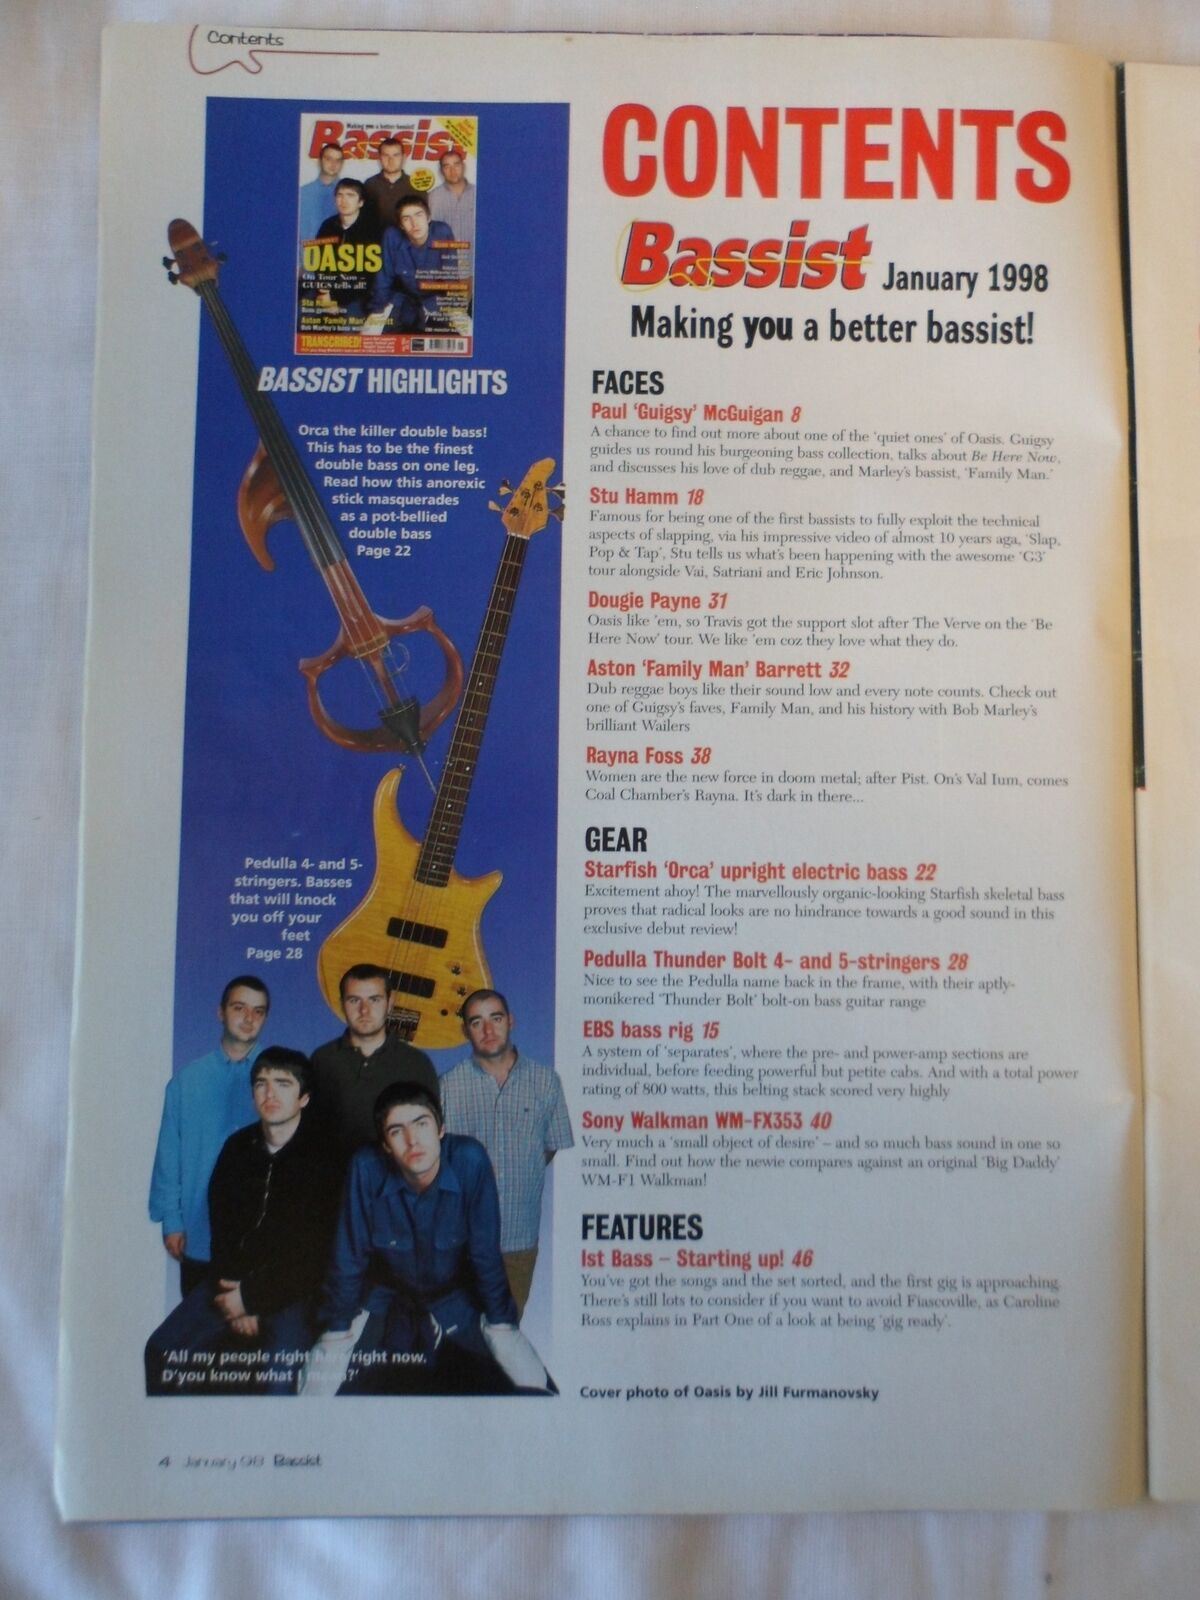 Contents
Making you a better bassist!
Bassist
OASIS
On Tour Now –
GUIGS tells all!
Stu Hamm
Aston 'Family Man' Barrett
TRANSCRIBED!
BASSIST HIGHLIGHTS
Orca the killer double bass!
This has to be the finest
double bass on one leg.
Read how this anorexic
stick masquerades
as a pot-bellied
double bass
Page 22
Pedulla 4- and 5-
stringers. Basses
that will knock
you off your
feet
Page 28
'All my people right here right now.
D'you know what I mean?'
CONTENTS
Bassist January 1998
Making you a better bassist!
FACES
Paul 'Guigsy' McGuigan 8
A chance to find out more about one of the 'quiet ones' of Oasis. Guigsy
guides us round his burgeoning bass collection, talks about Be Here Now,
and discusses his love of dub reggae, and Marley's bassist, 'Family Man.'
Stu Hamm 18
Famous for being one of the first bassists to fully exploit the technical
aspects of slapping, via his impressive video of almost 10 years aga, 'Slap,
Pop & Tap', Stu tells us what's been happening with the awesome 'G3'
tour alongside Vai, Satriani and Eric Johnson.
Dougie Payne 31
Oasis like 'em, so Travis got the support slot after The Verve on the 'Be
Here Now' tour. We like 'em coz they love what they do.
Aston 'Family Man' Barrett 32
Dub reggae boys like their sound low and every note counts. Check out
one of Guigsy's faves, Family Man, and his history with Bob Marley's
brilliant Wailers
Rayna Foss 38
Women are the new force in doom metal; after Pist. On's Val Ium, comes
Coal Chamber's Rayna. It's dark in there...
GEAR
Starfish 'Orca' upright electric bass 22
Excitement ahoy! The marvellously organic-looking Starfish skeletal bass
proves that radical looks are no hindrance towards a good sound in this
exclusive debut review!
Pedulla Thunder Bolt 4- and 5-stringers 28
Nice to see the Pedulla name back in the frame, with their aptly-
monikered 'Thunder Bolt' bolt-on bass guitar range
EBS bass rig 15
A system of 'separates', where the pre- and power-amp sections are
individual, before feeding powerful but petite cabs. And with a total power
rating of 800 watts, this belting stack scored very highly
Sony Walkman WM-FX353 40
Very much a 'small object of desire' – and so much bass sound in one so
small. Find out how the newie compares against an original 'Big Daddy'
WM-F1 Walkman!
FEATURES
1st Bass – Starting up! 46
You've got the songs and the set sorted, and the first gig is approaching.
There's still lots to consider if you want to avoid Fiascoville, as Caroline
Ross explains in Part One of a look at being 'gig ready'.
Cover photo of Oasis by Jill Furmanovsky
4 January 98 Bassist